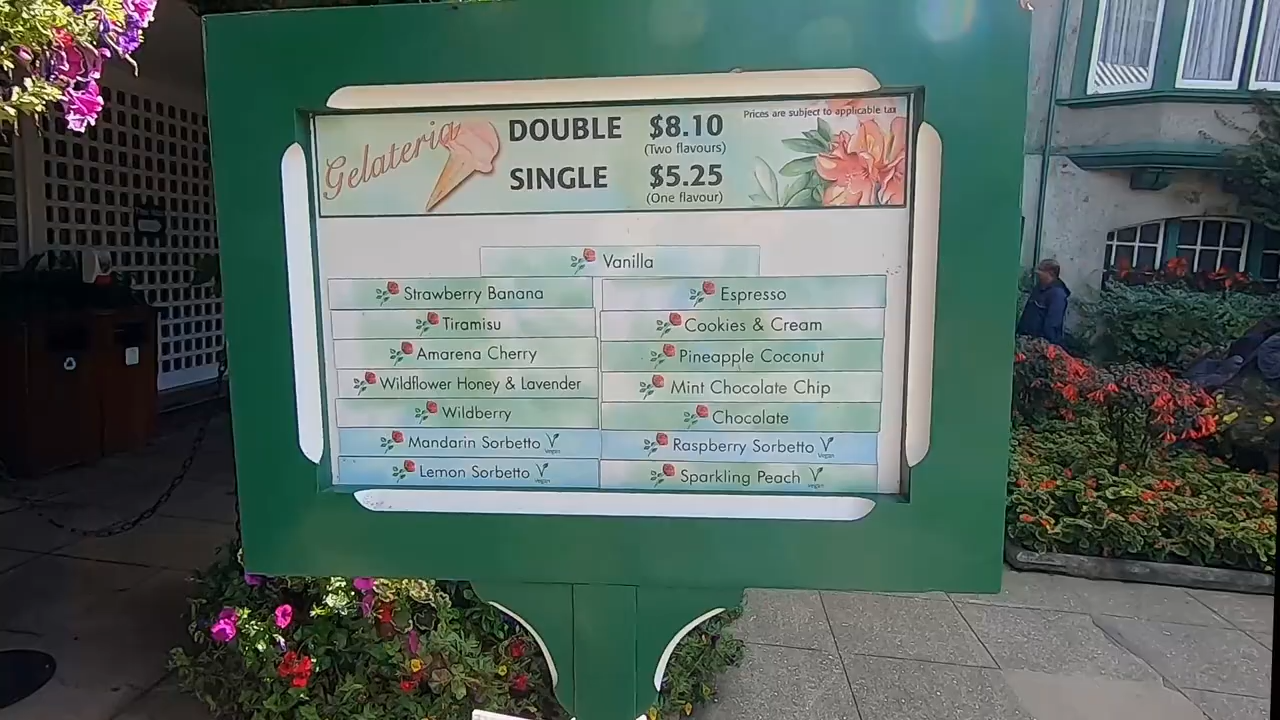 Gelateria
DOUBLE $8.10
(Two flavours)
SINGLE $5.25
(One flavour)
Prices are subject to applicable tax
Vanilla
Strawberry Banana
Espresso
Tiramisu
Cookies & Cream
Amarena Cherry
Pineapple Coconut
Wildflower Honey & Lavender
Mint Chocolate Chip
Wildberry
Chocolate
Mandarin Sorbetto V Vegan
Raspberry Sorbetto V Vegan
Lemon Sorbetto V Vegan
Sparkling Peach V Vegan